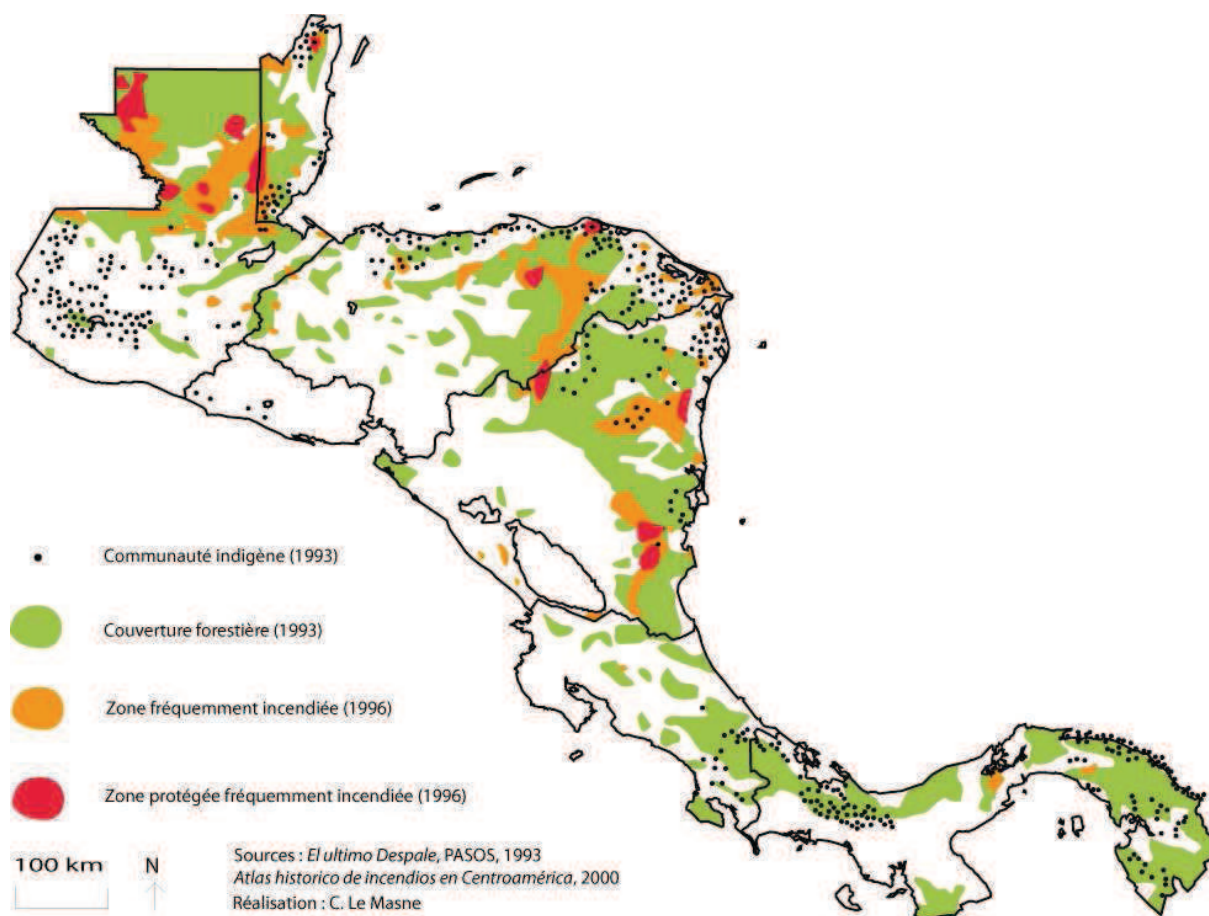 Communauté indigène (1993)
Couverture forestière (1993)
Zone fréquemment incendiée (1996)
Zone protégée fréquemment incendiée (1996)
100 km
N
Sources : El ultimo Despale, PASOS, 1993
Atlas historico de incendios en Centroamérica, 2000
Réalisation : C. Le Masne